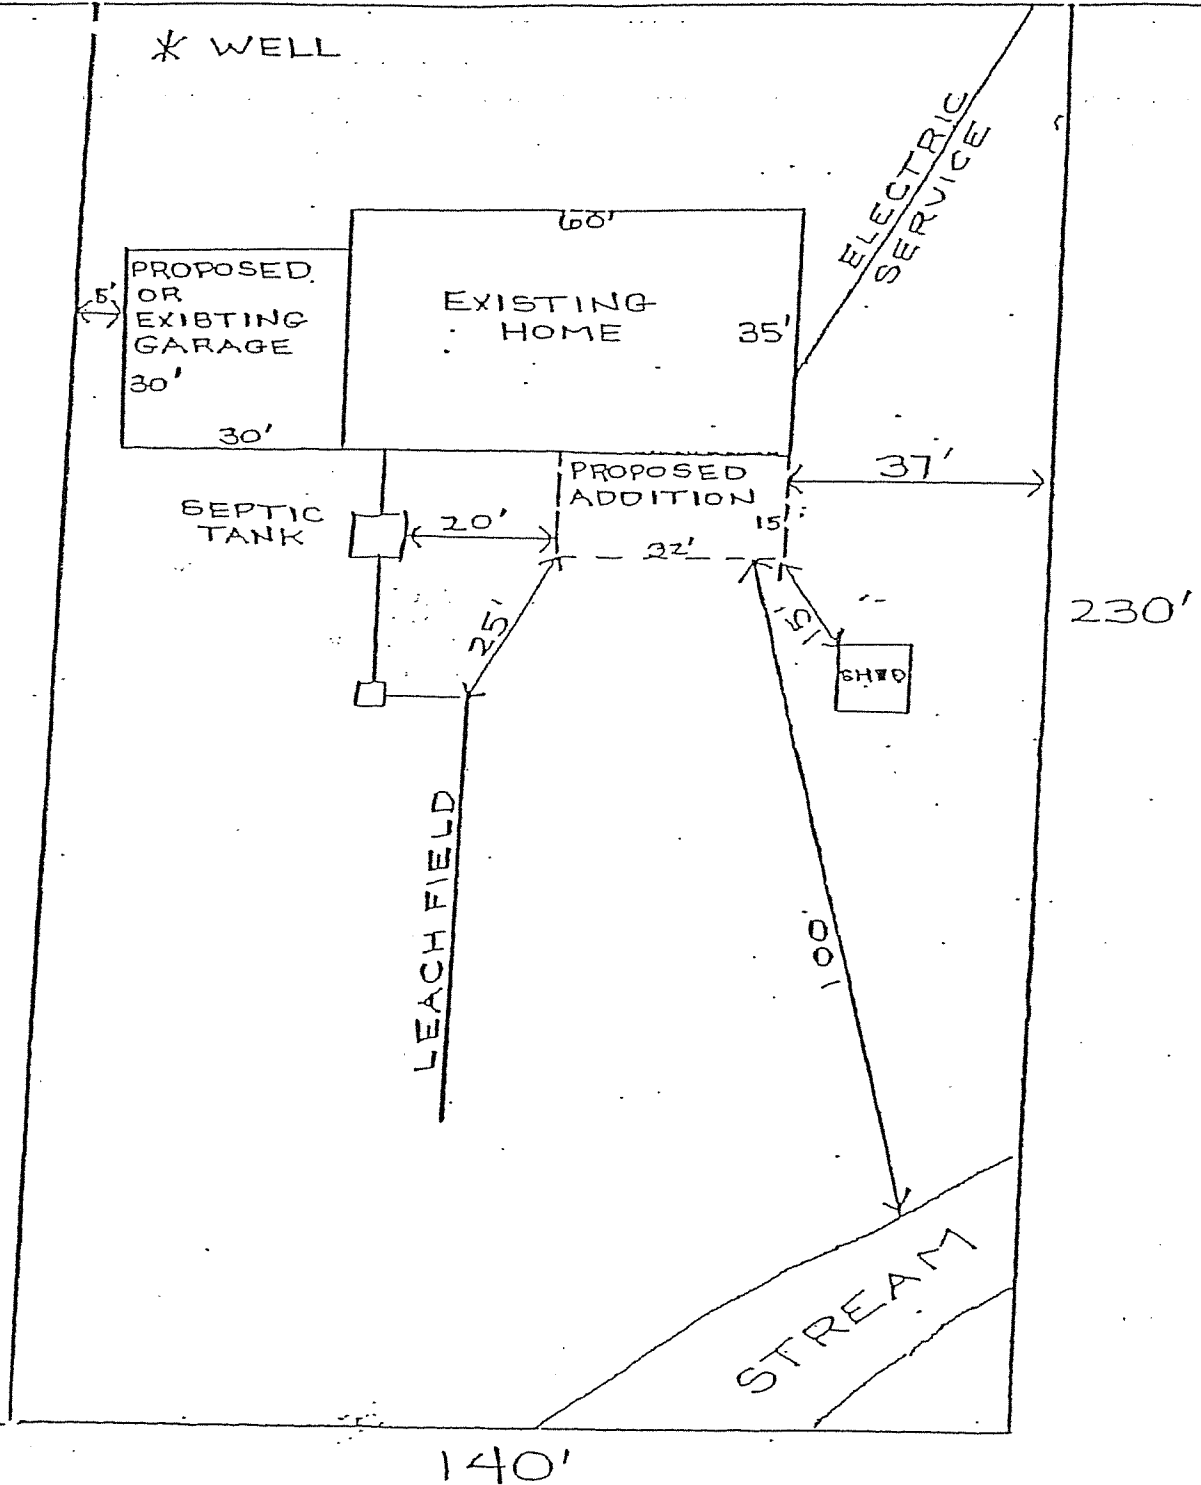 WELL
ELECTRIC
SERVICE
60'
PROPOSED
OR
EXISTING
GARAGE
5'
30'
30'
EXISTING
HOME
35'
PROPOSED
ADDITION
37'
SEPTIC
TANK
20'
15'
22'
25'
15'
SHED
230'
LEACH FIELD
100'
STREAM
140'